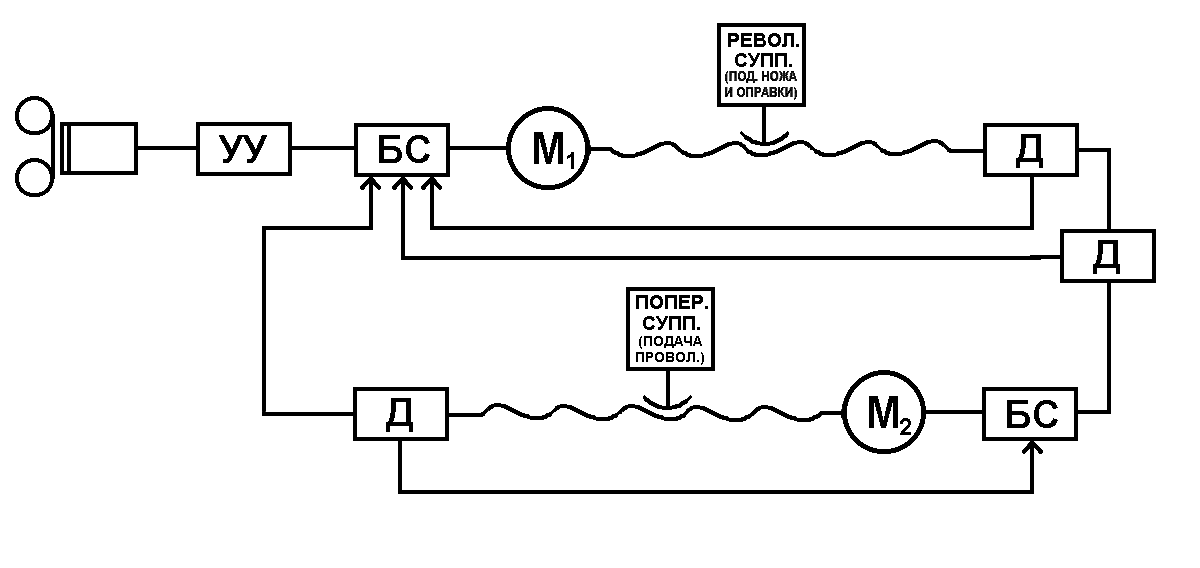 РЕВОЛ.
СУПП.
(ПОД. НОЖА
И ОПРАВКИ)
УУ
БС
М₁
Д
Д
ПОПЕР.
СУПП.
(ПОДАЧА
ПРОВОЛ.)
Д
М₂
БС